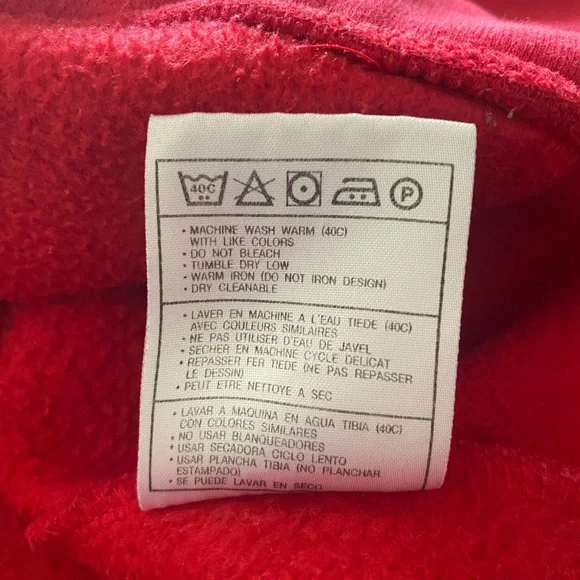 40C P
• MACHINE WASH WARM (40C)
WITH LIKE COLORS
• DO NOT BLEACH
• TUMBLE DRY LOW
• WARM IRON (DO NOT IRON DESIGN)
• DRY CLEANABLE
• LAVER EN MACHINE A L'EAU TIEDE (40C)
AVEC COULEURS SIMILAIRES
• NE PAS UTILISER D'EAU DE JAVEL
• SECHER EN MACHINE CYCLE DELICAT
• REPASSER FER TIEDE (NE PAS REPASSER
LE DESSIN)
• PEUT ETRE NETTOYE A SEC
• LAVAR A MAQUINA EN AGUA TIBIA (40C)
CON COLORES SIMILARES
• NO USAR BLANQUEADORES
• USAR SECADORA CICLO LENTO
• USAR PLANCHA TIBIA (NO PLANCHAR
ESTAMPADO)
• SE PUEDE LAVAR EN SECO